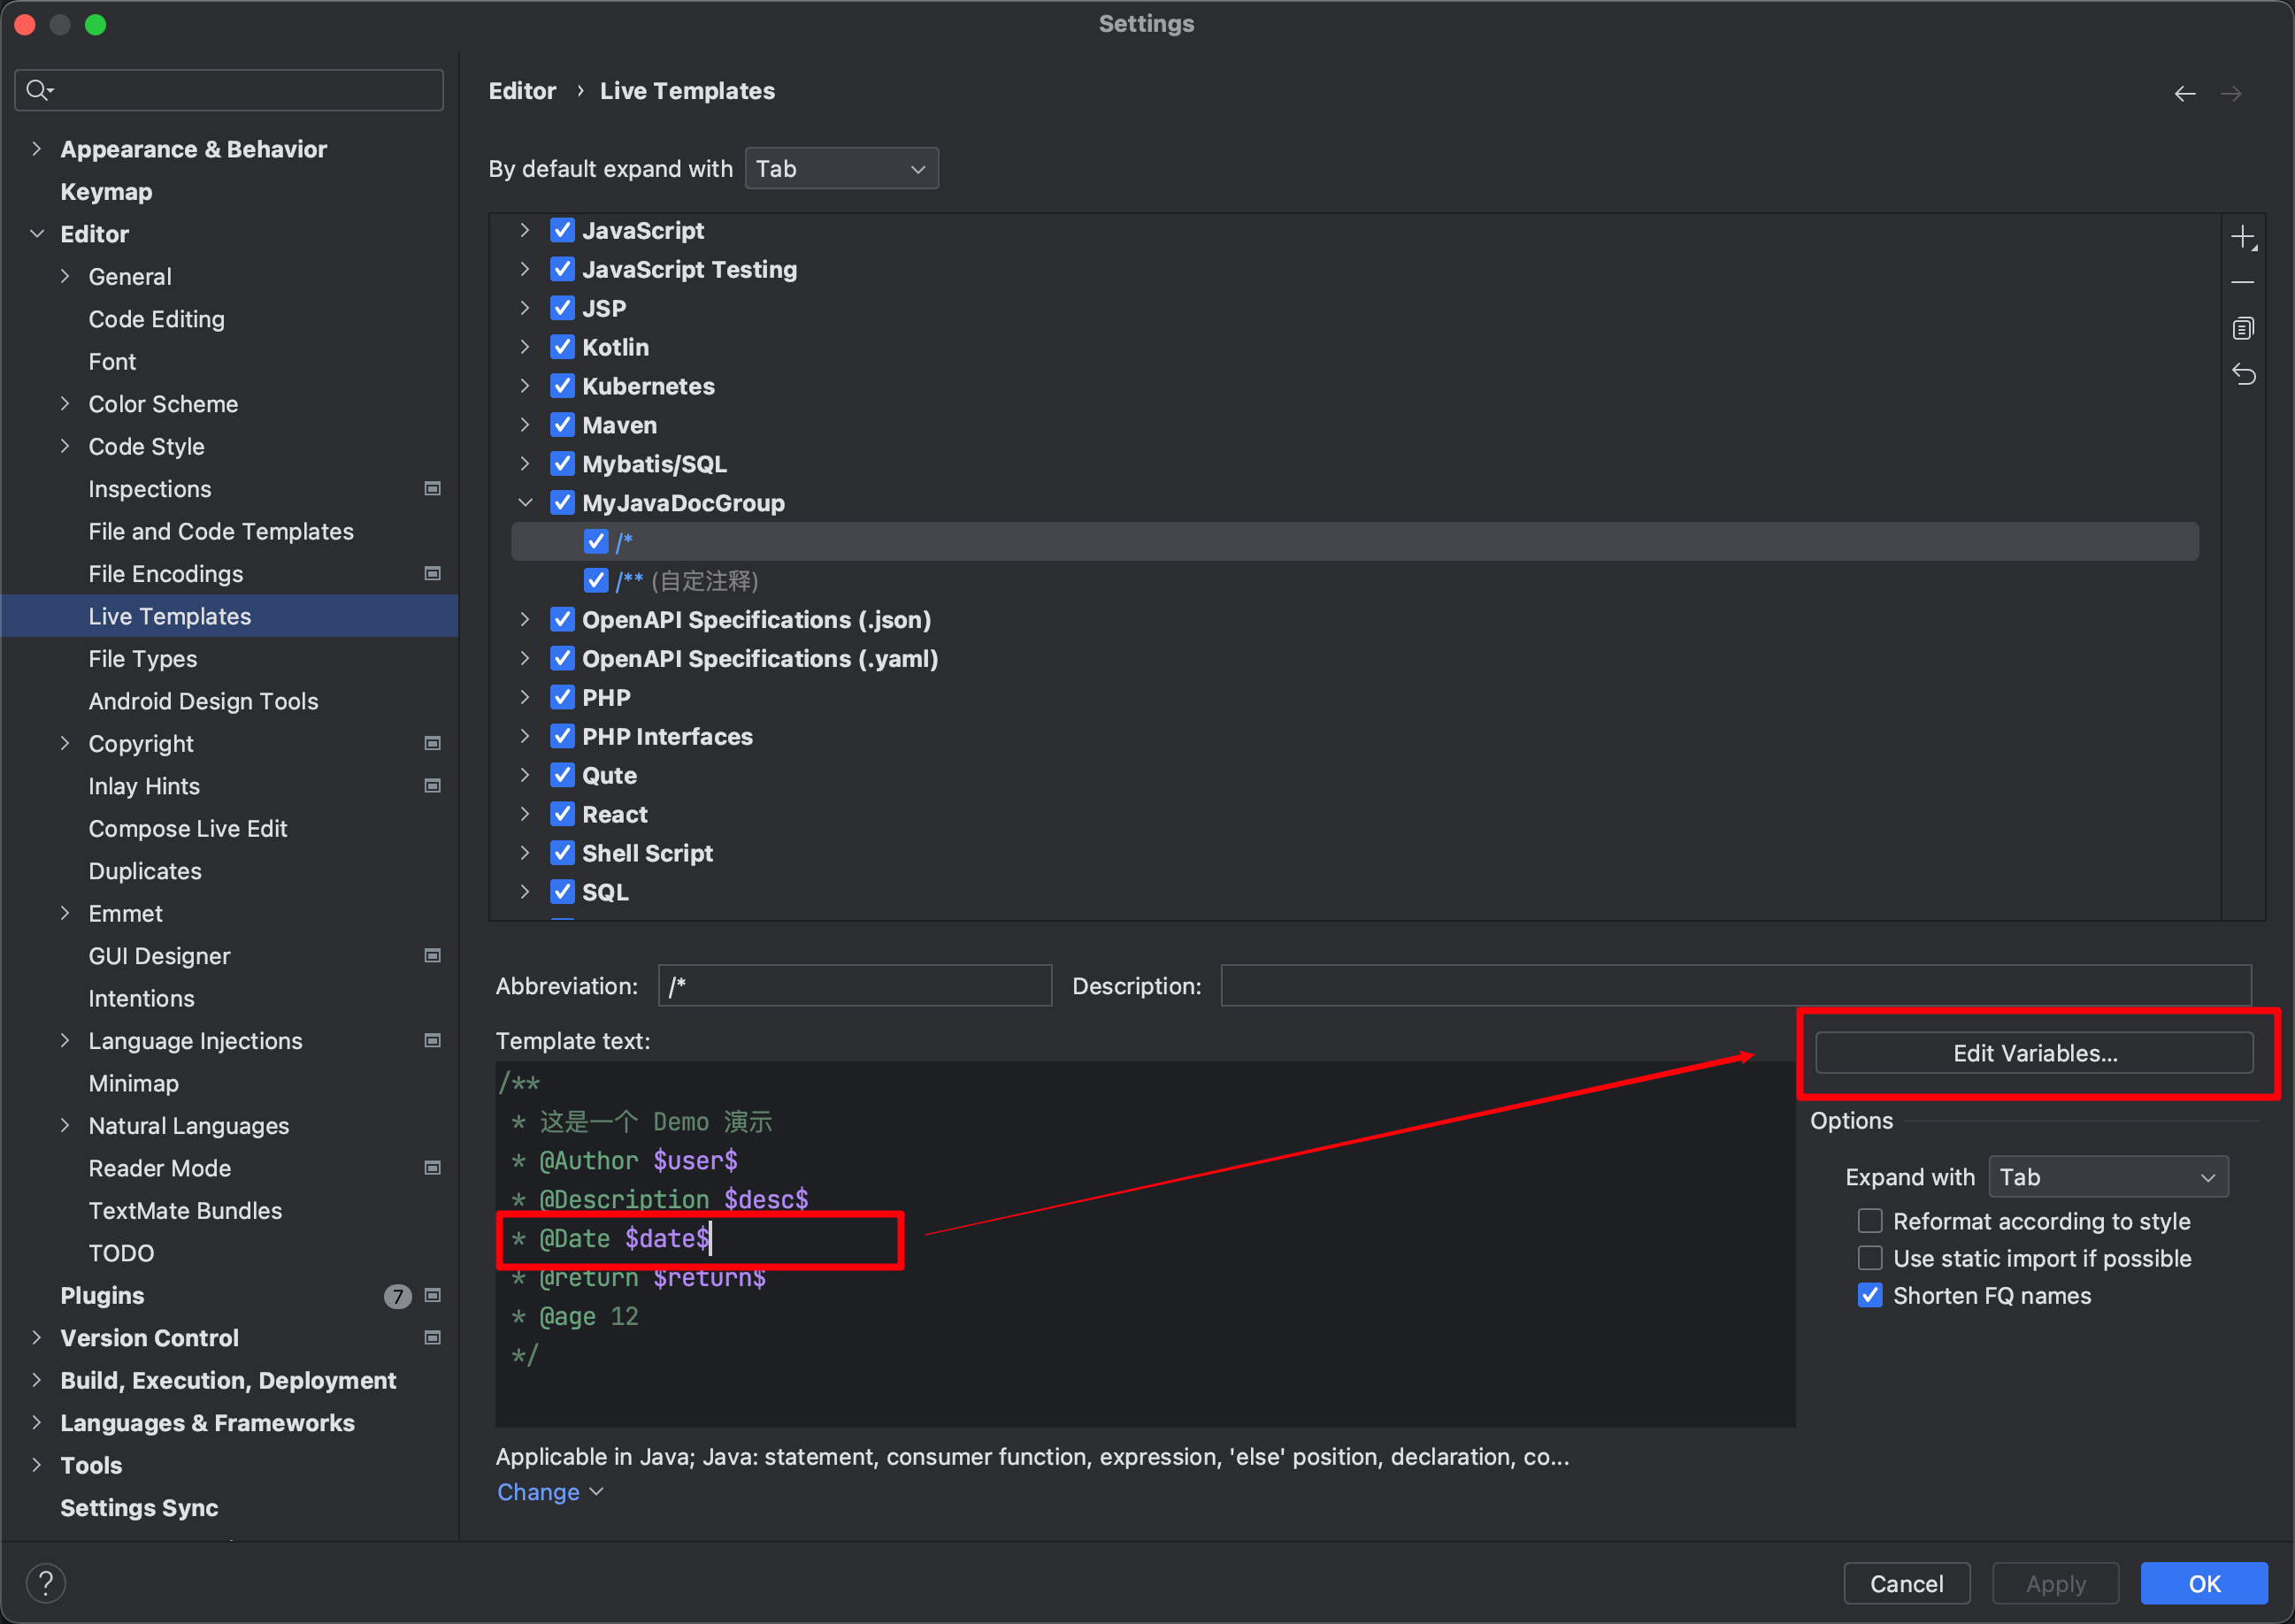 Settings
Appearance & Behavior
Keymap
Editor
General
Code Editing
Font
Color Scheme
Code Style
Inspections
File and Code Templates
File Encodings
Live Templates
File Types
Android Design Tools
Copyright
Inlay Hints
Compose Live Edit
Duplicates
Emmet
GUI Designer
Intentions
Language Injections
Minimap
Natural Languages
Reader Mode
TextMate Bundles
TODO
Plugins 7
Version Control
Build, Execution, Deployment
Languages & Frameworks
Tools
Settings Sync
Editor › Live Templates
By default expand with Tab
JavaScript
JavaScript Testing
JSP
Kotlin
Kubernetes
Maven
Mybatis/SQL
MyJavaDocGroup
/*
/** (自定注释)
OpenAPI Specifications (.json)
OpenAPI Specifications (.yaml)
PHP
PHP Interfaces
Qute
React
Shell Script
SQL
Abbreviation: /* Description:
Template text:
/**
* 这是一个 Demo 演示
* @Author $user$
* @Description $desc$
* @Date $date$
* @return $return$
* @age 12
*/
Edit Variables...
Options
Expand with Tab
Reformat according to style
Use static import if possible
Shorten FQ names
Applicable in Java; Java: statement, consumer function, expression, 'else' position, declaration, co...
Change
? Cancel Apply OK